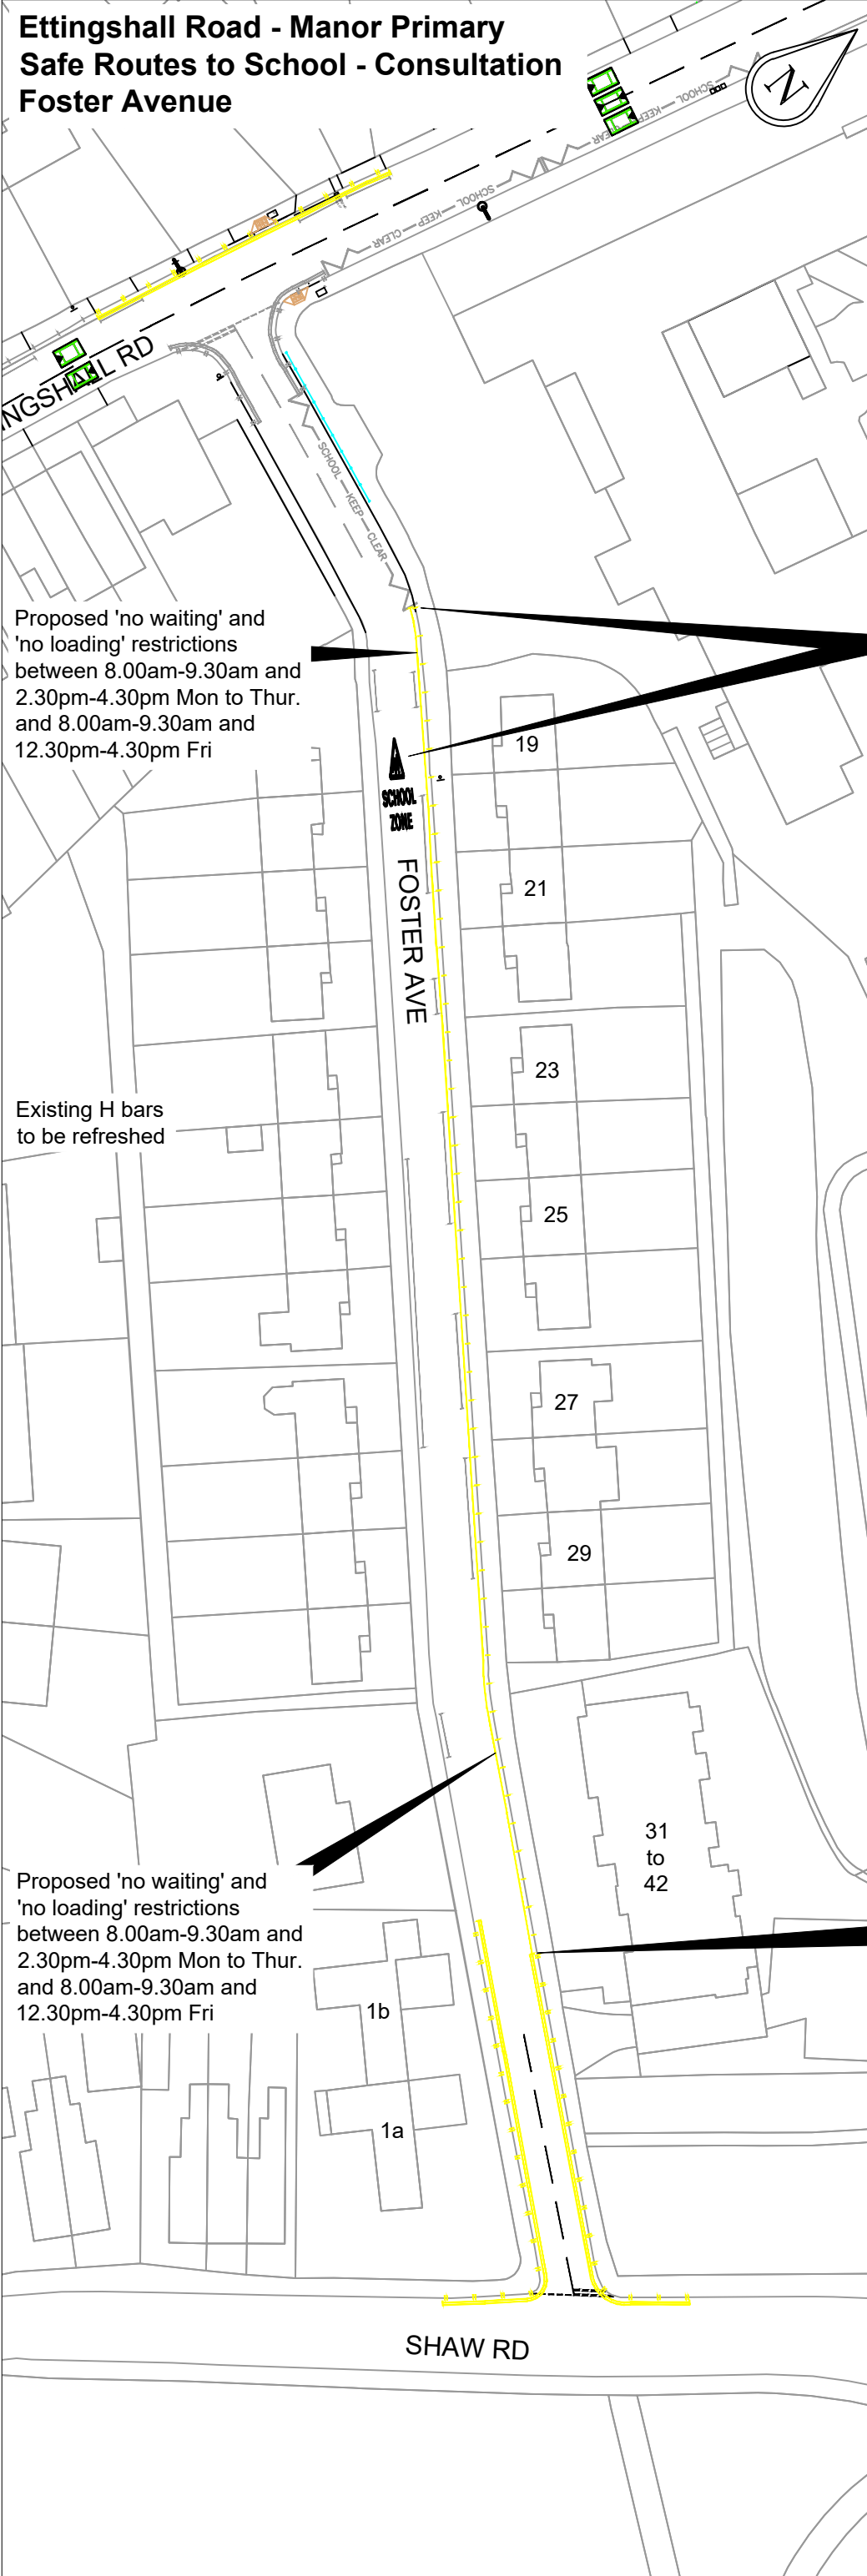 Ettingshall Road - Manor Primary
Safe Routes to School - Consultation
Foster Avenue
N
SCHOOL
KEEP
CLEAR
SCHOOL
KEEP
CLEAR
INGSHALL RD
SCHOOL
KEEP
CLEAR
Proposed 'no waiting' and
'no loading' restrictions
between 8.00am-9.30am and
2.30pm-4.30pm Mon to Thur.
and 8.00am-9.30am and
12.30pm-4.30pm Fri
19
SCHOOL
ZONE
FOSTER AVE
21
23
Existing H bars
to be refreshed
25
27
29
31
to
42
Proposed 'no waiting' and
'no loading' restrictions
between 8.00am-9.30am and
2.30pm-4.30pm Mon to Thur.
and 8.00am-9.30am and
12.30pm-4.30pm Fri
1b
1a
SHAW RD